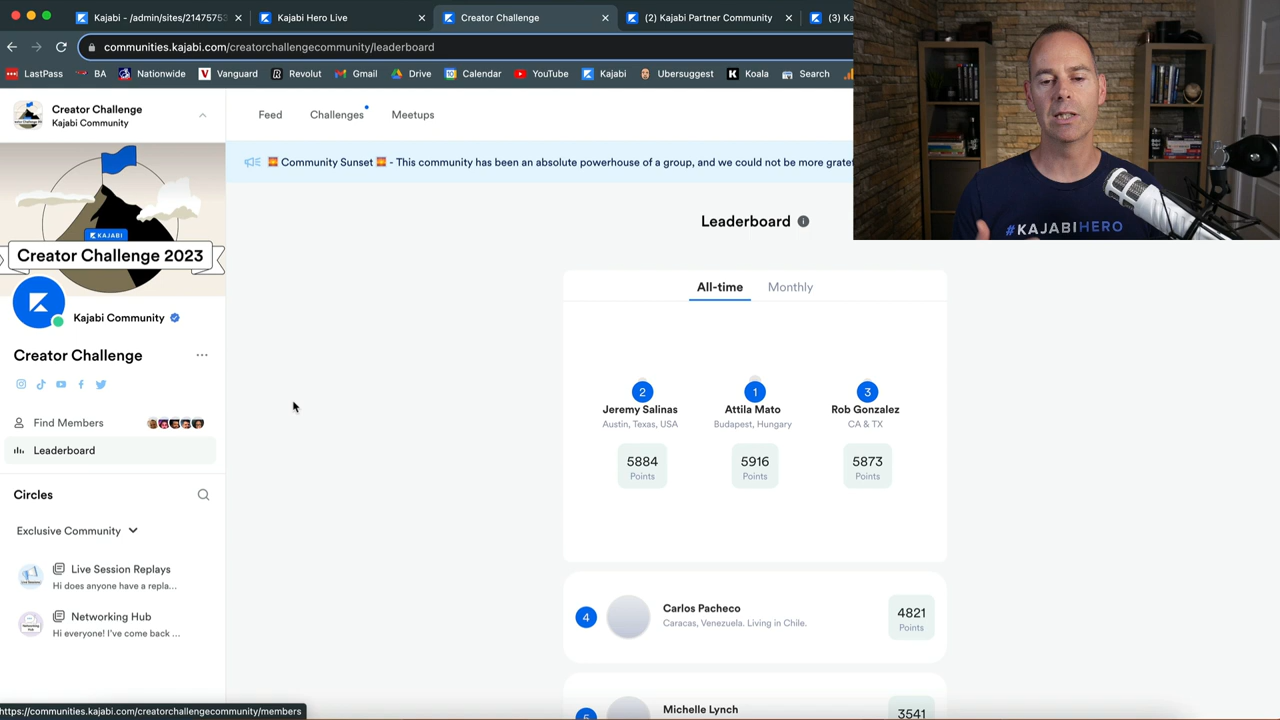 Kajabi - /admin/sites/21475753
Kajabi Hero Live
Creator Challenge
(2) Kajabi Partner Community
(3) Ka
communities.kajabi.com/creatorchallengecommunity/leaderboard
LastPass
BA
Nationwide
Vanguard
Revolut
Gmail
Drive
Calendar
YouTube
Kajabi
Ubersuggest
Koala
Search
Creator Challenge
Kajabi Community
Feed
Challenges
Meetups
Community Sunset - This community has been an absolute powerhouse of a group, and we could not be more gratef
KAJABI
Creator Challenge 2023
Kajabi Community
Creator Challenge
Find Members
Leaderboard
Circles
Exclusive Community
Live Session Replays
Hi does anyone have a repla...
Networking Hub
Hi everyone! I've come back ...
https://communities.kajabi.com/creatorchallengecommunity/members
Leaderboard
All-time
Monthly
2
Jeremy Salinas
Austin, Texas, USA
5884
Points
1
Attila Mato
Budapest, Hungary
5916
Points
3
Rob Gonzalez
CA & TX
5873
Points
4
Carlos Pacheco
Caracas, Venezuela. Living in Chile.
4821
Points
5
Michelle Lynch
3541
#KAJABIHERO